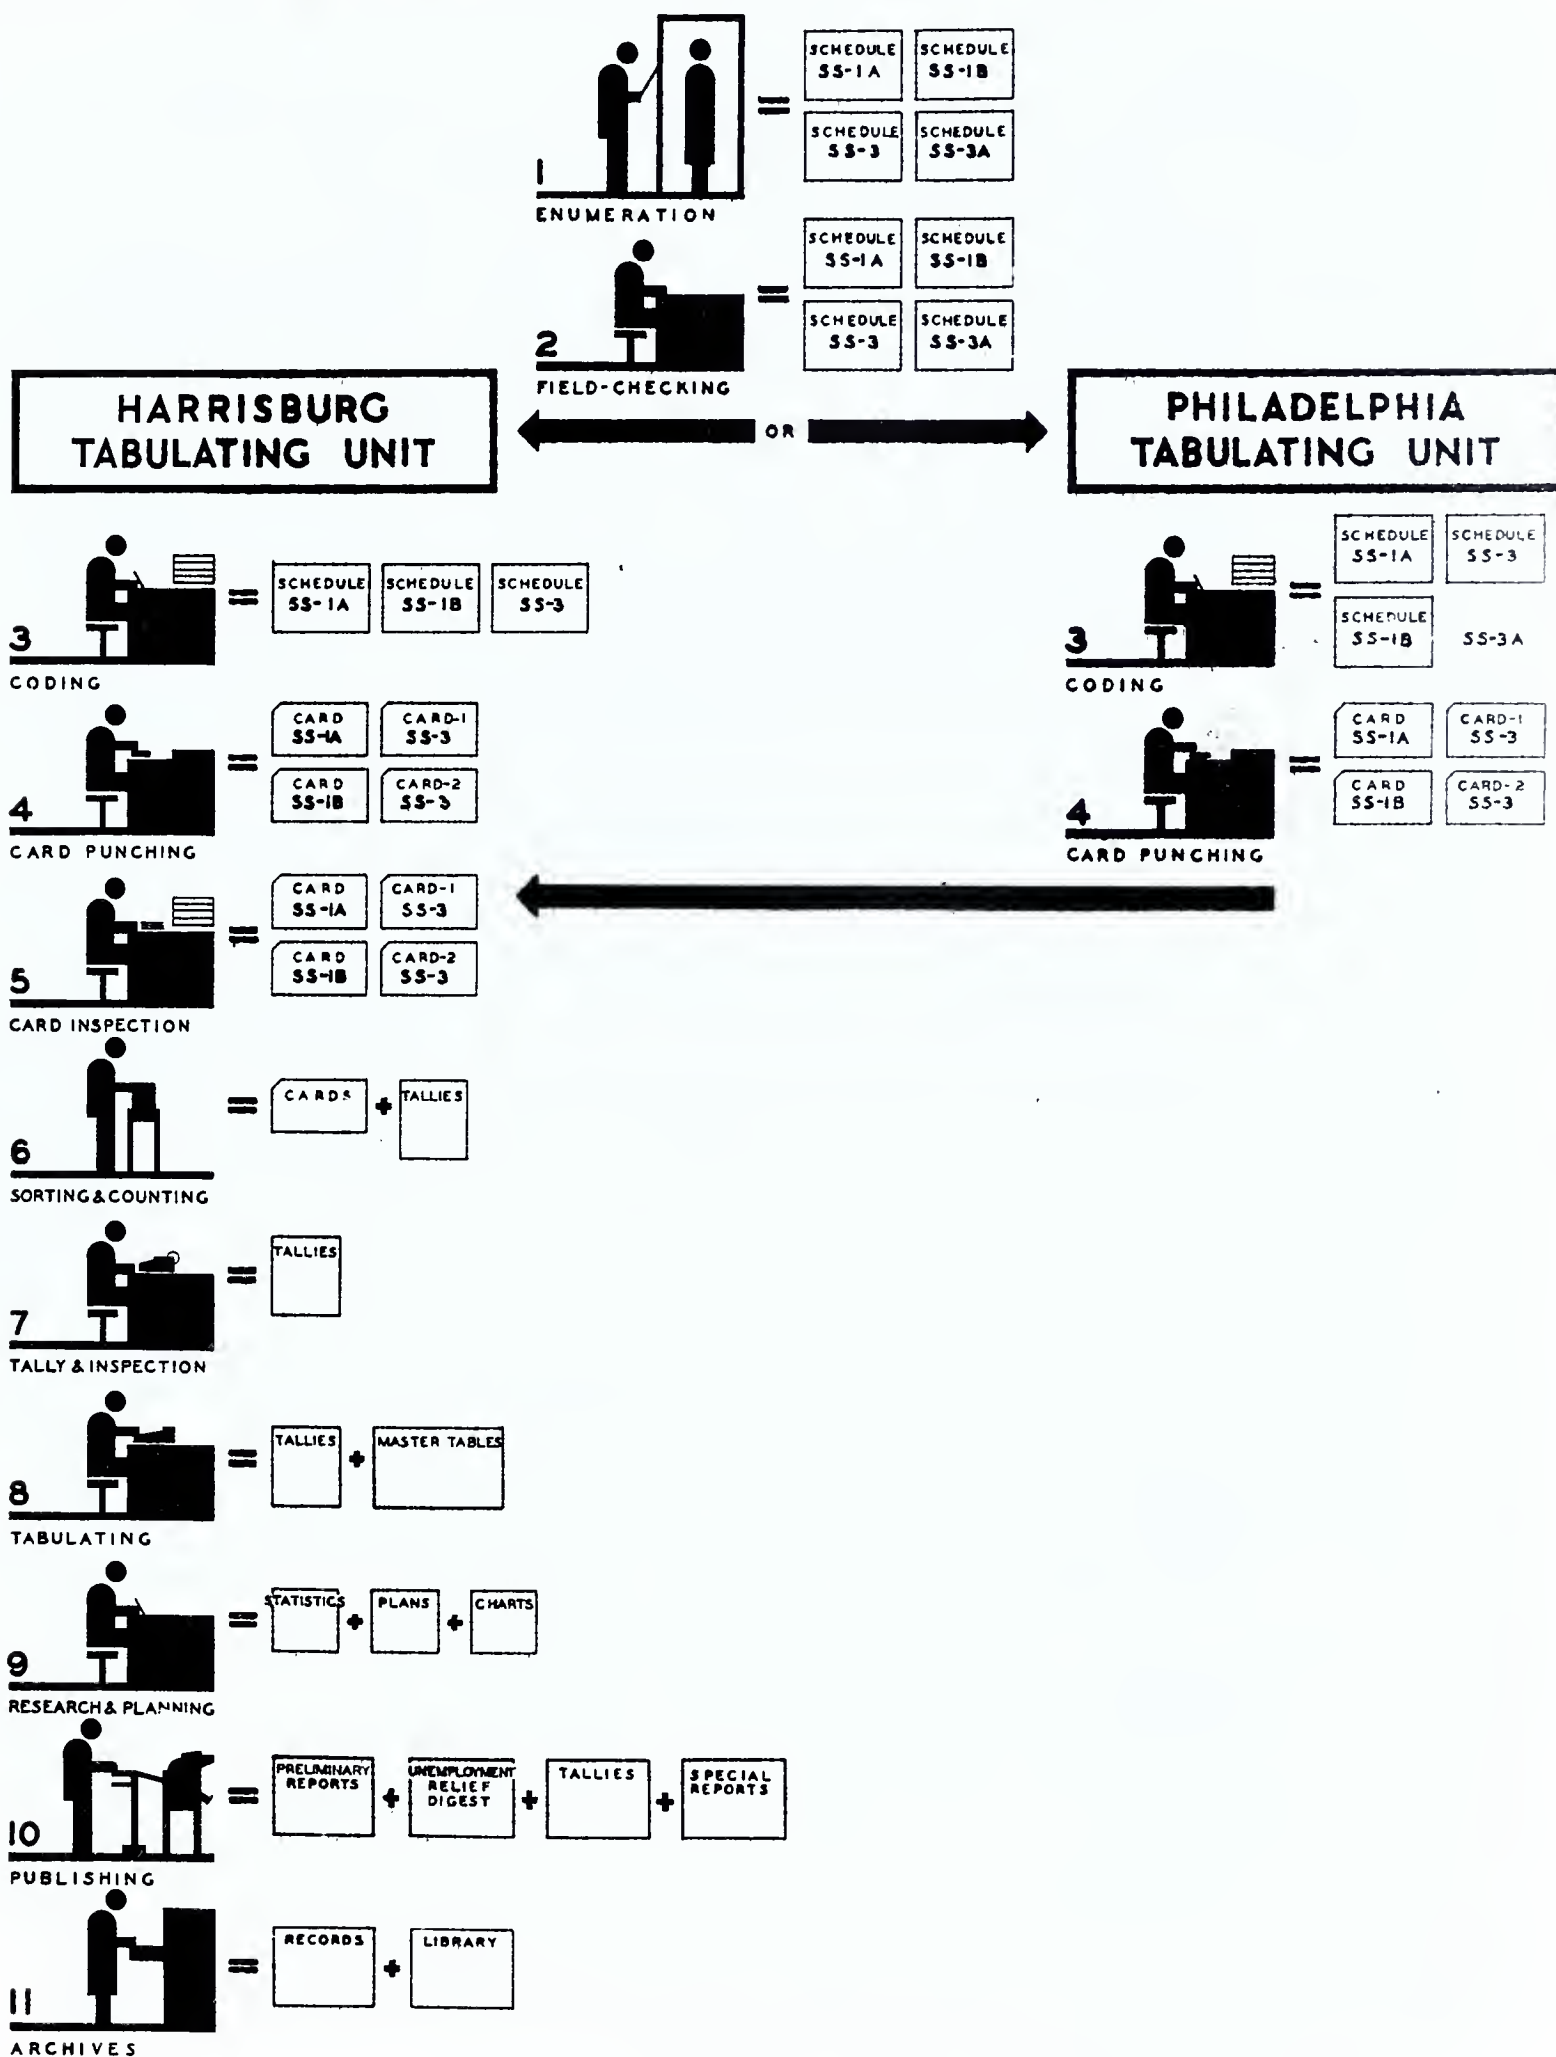 SCHEDULE
SS-1A
SCHEDULE
SS-1B
SCHEDULE
SS-3
SCHEDULE
SS-3A
1
ENUMERATION
SCHEDULE
SS-1A
SCHEDULE
SS-1B
SCHEDULE
SS-3
SCHEDULE
SS-3A
2
FIELD-CHECKING
HARRISBURG
TABULATING UNIT
OR
PHILADELPHIA
TABULATING UNIT
SCHEDULE
SS-1A
SCHEDULE
SS-1B
SCHEDULE
SS-3
3
CODING
CARD
SS-1A
CARD-1
SS-3
CARD
SS-1B
CARD-2
SS-3
4
CARD PUNCHING
SCHEDULE
SS-1A
SCHEDULE
SS-3
SCHEDULE
SS-1B
SS-3A
3
CODING
CARD
SS-1A
CARD-1
SS-3
CARD
SS-1B
CARD-2
SS-3
4
CARD PUNCHING
CARD
SS-1A
CARD-1
SS-3
CARD
SS-1B
CARD-2
SS-3
5
CARD INSPECTION
CARDS
+
TALLIES
6
SORTING & COUNTING
TALLIES
7
TALLY & INSPECTION
TALLIES
+
MASTER TABLES
8
TABULATING
STATISTICS
+
PLANS
+
CHARTS
9
RESEARCH & PLANNING
PRELIMINARY
REPORTS
+
UNEMPLOYMENT
RELIEF
DIGEST
+
TALLIES
+
SPECIAL
REPORTS
10
PUBLISHING
RECORDS
+
LIBRARY
11
ARCHIVES